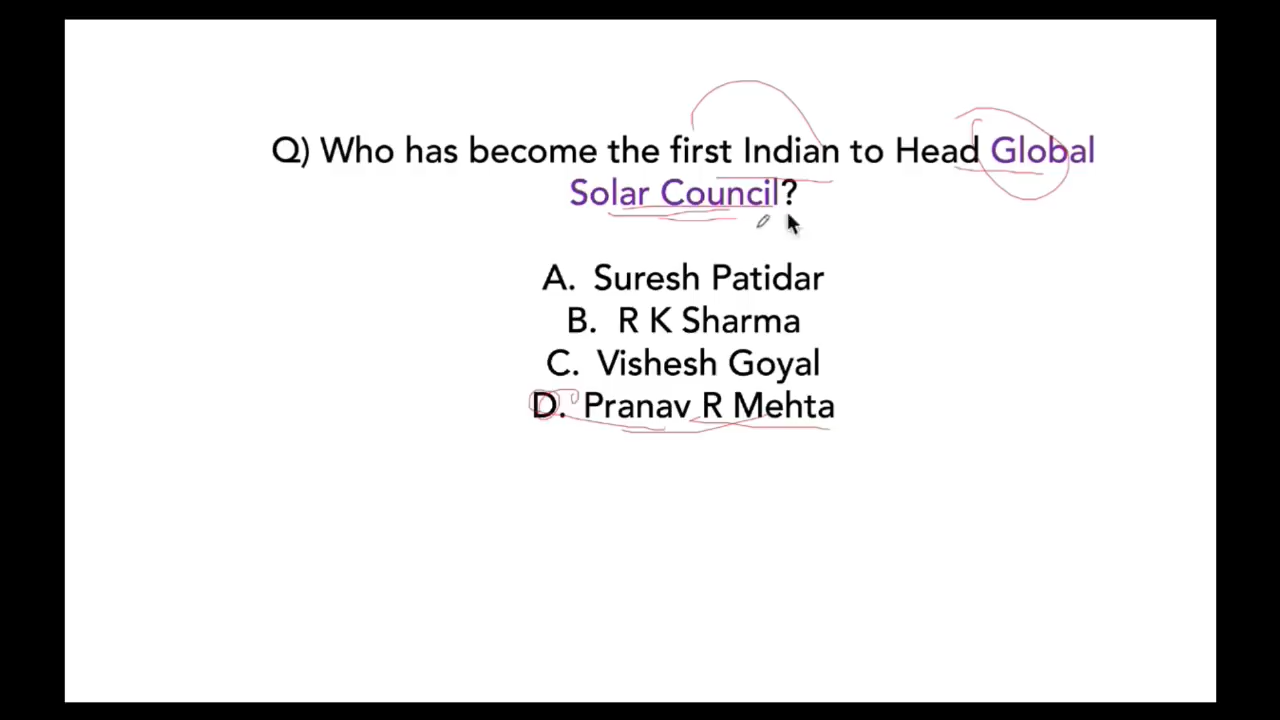 Q) Who has become the first Indian to Head Global
Solar Council?
A. Suresh Patidar
B. R K Sharma
C. Vishesh Goyal
D. Pranav R Mehta